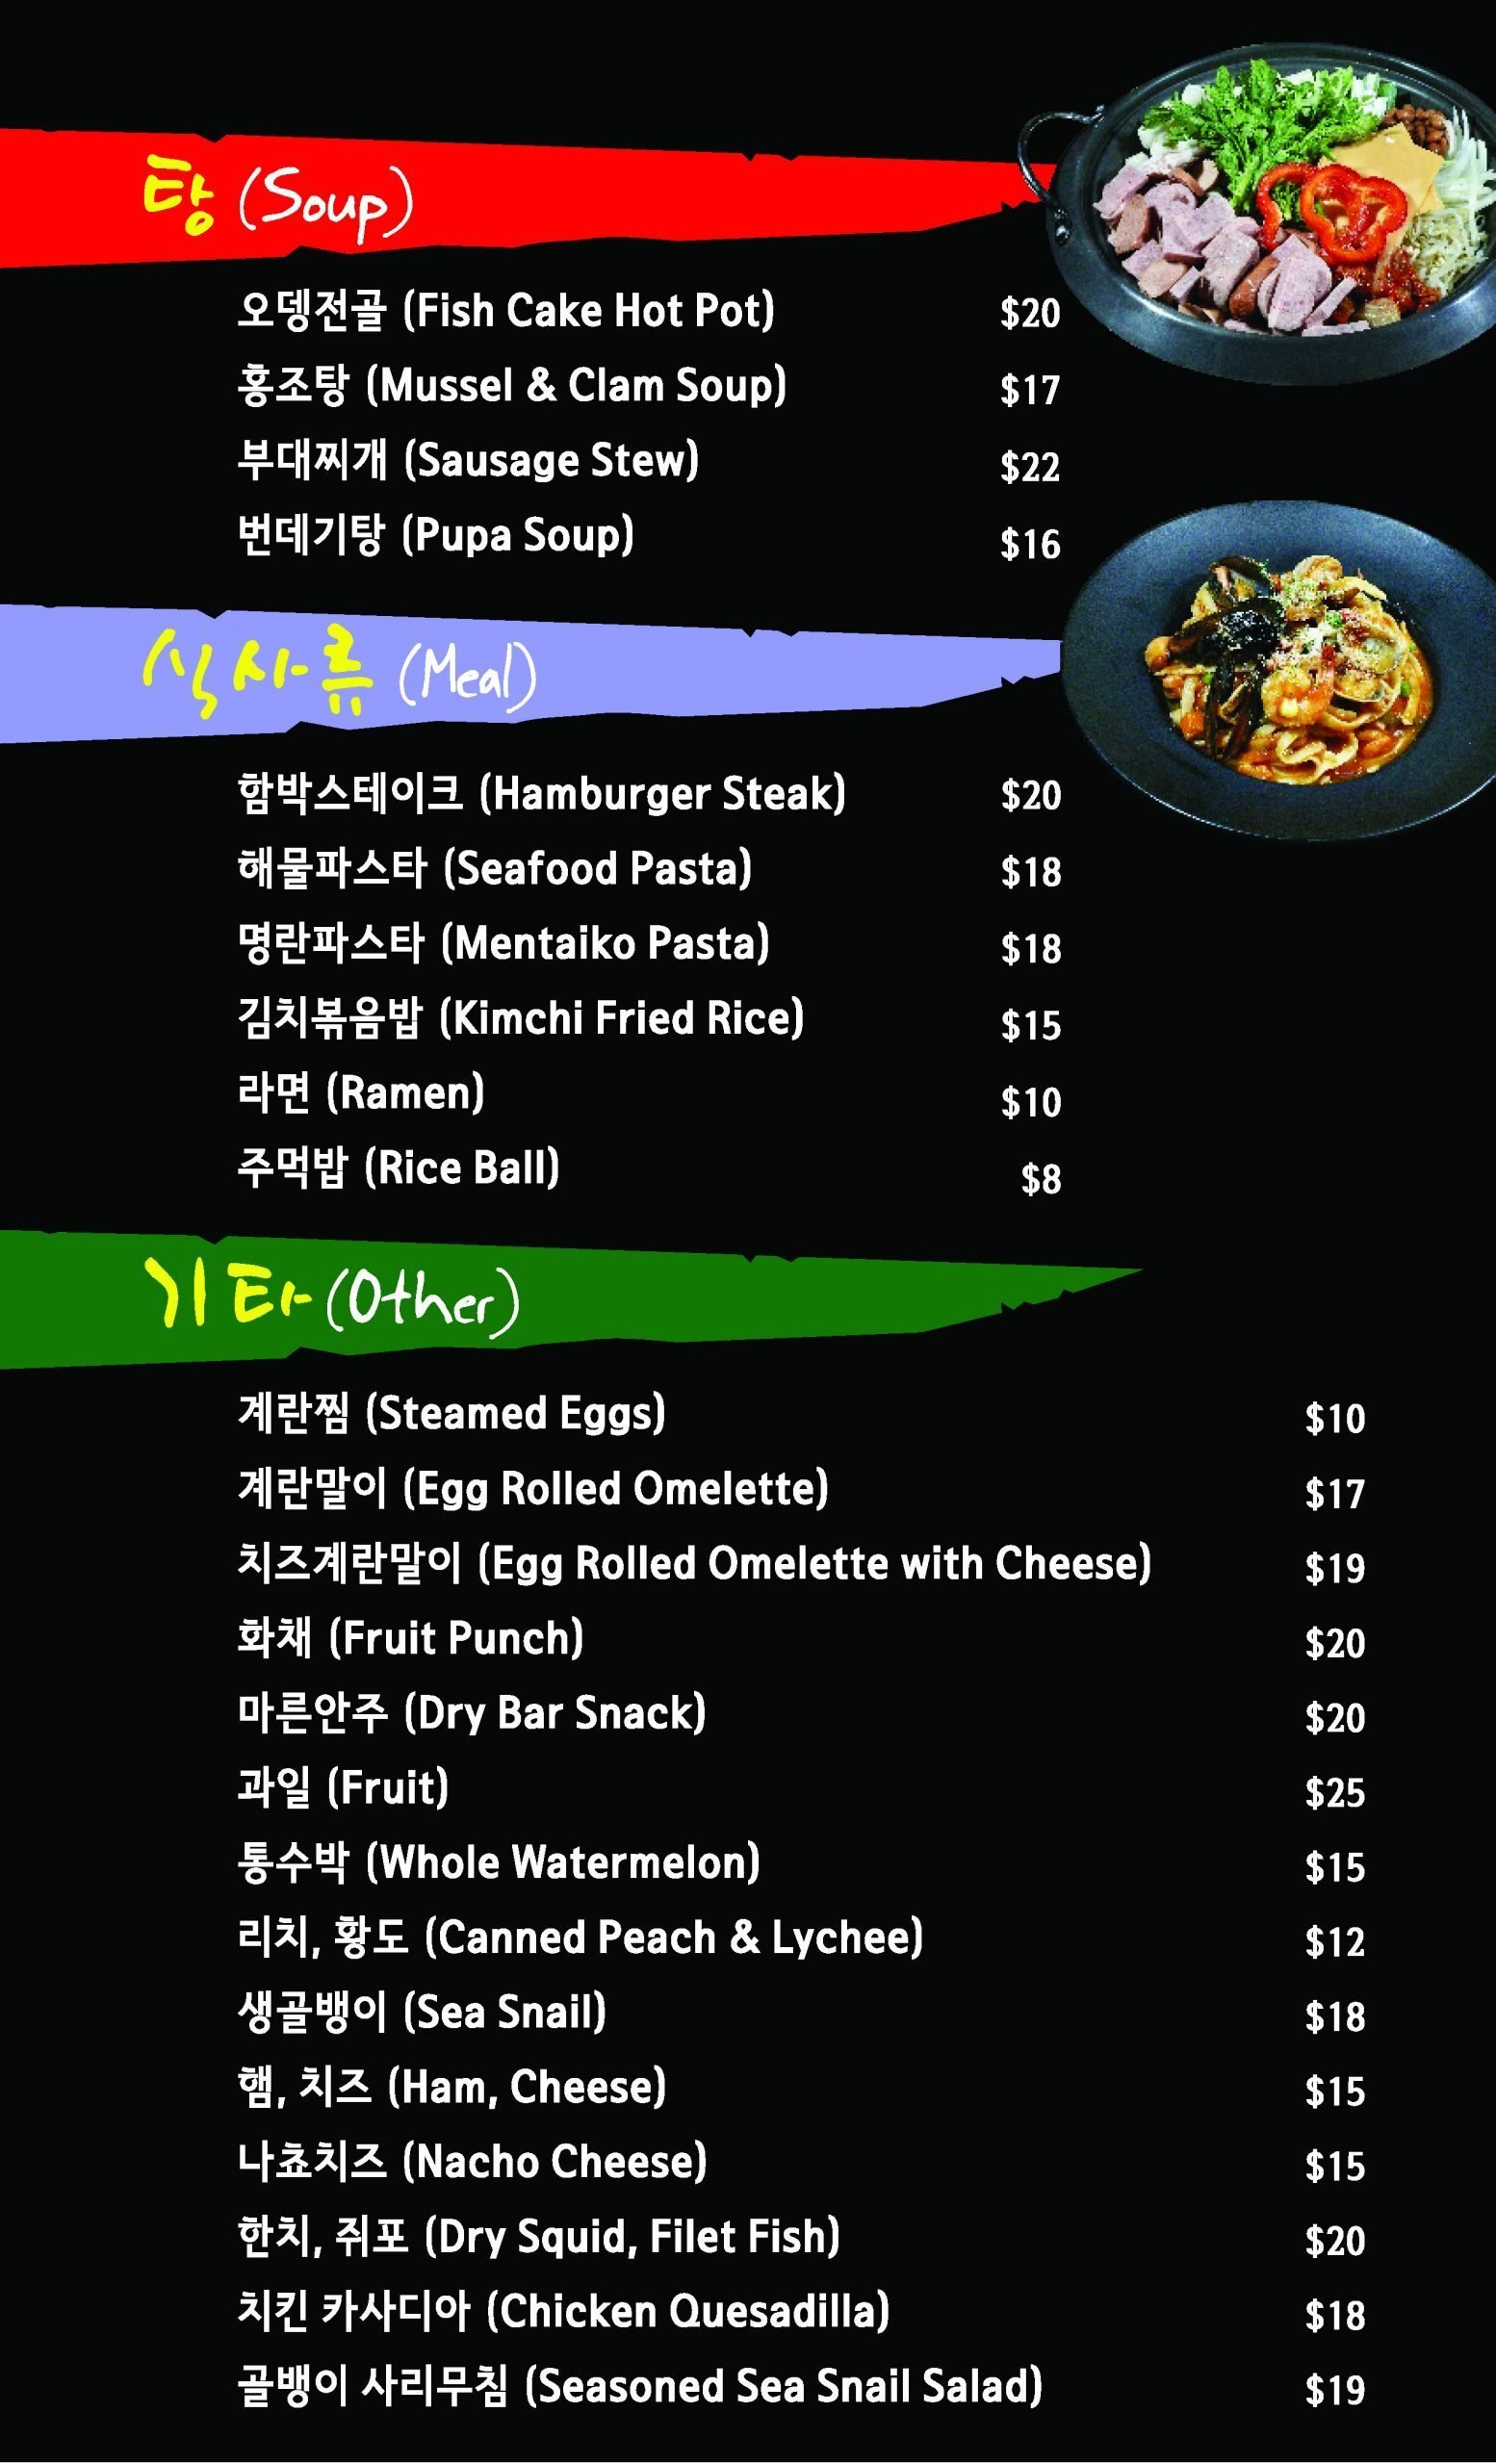 탕 (Soup)
오뎅전골 (Fish Cake Hot Pot) $20
홍조탕 (Mussel & Clam Soup) $17
부대찌개 (Sausage Stew) $22
번데기탕 (Pupa Soup) $16
식사류 (Meal)
함박스테이크 (Hamburger Steak) $20
해물파스타 (Seafood Pasta) $18
명란파스타 (Mentaiko Pasta) $18
김치볶음밥 (Kimchi Fried Rice) $15
라면 (Ramen) $10
주먹밥 (Rice Ball) $8
기타 (Other)
계란찜 (Steamed Eggs) $10
계란말이 (Egg Rolled Omelette) $17
치즈계란말이 (Egg Rolled Omelette with Cheese) $19
화채 (Fruit Punch) $20
마른안주 (Dry Bar Snack) $20
과일 (Fruit) $25
통수박 (Whole Watermelon) $15
리치, 황도 (Canned Peach & Lychee) $12
생골뱅이 (Sea Snail) $18
햄, 치즈 (Ham, Cheese) $15
나쵸치즈 (Nacho Cheese) $15
한치, 쥐포 (Dry Squid, Filet Fish) $20
치킨 카사디아 (Chicken Quesadilla) $18
골뱅이 사리무침 (Seasoned Sea Snail Salad) $19